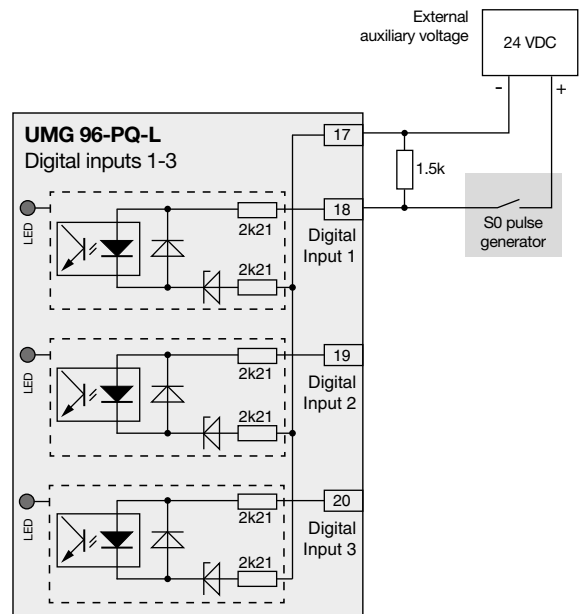 External
auxiliary voltage
24 VDC
-
+
UMG 96-PQ-L
Digital inputs 1-3
17
1.5k
LED
18
2k21
Digital
Input 1
2k21
S0 pulse
generator
LED
19
2k21
Digital
Input 2
2k21
LED
20
2k21
Digital
Input 3
2k21